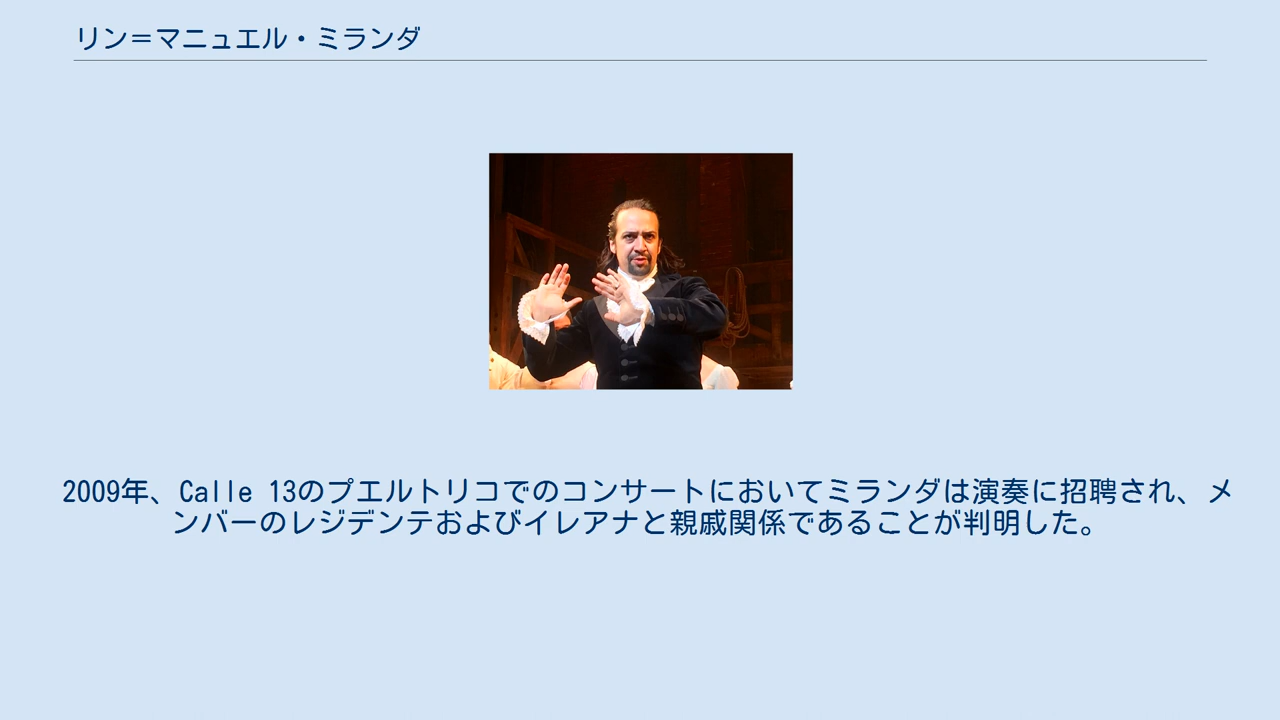 リン＝マニュエル・ミランダ
2009年、Calle 13のプエルトリコでのコンサートにおいてミランダは演奏に招聘され、メ
ンバーのレジデンテおよびイレアナと親戚関係であることが判明した。